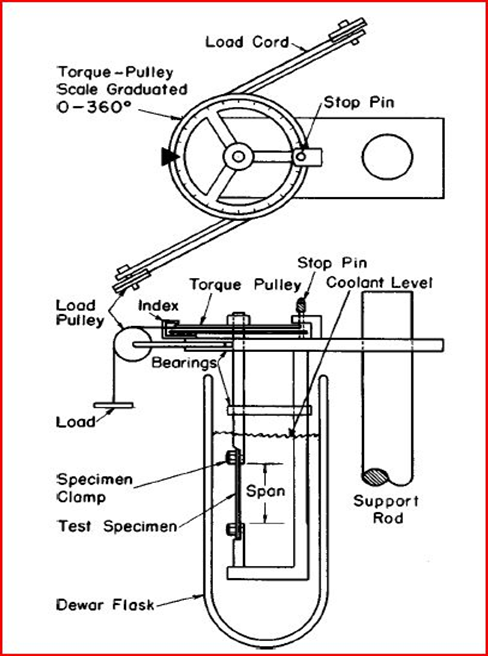 Load Cord
Torque-Pulley
Scale Graduated
0-360°
Stop Pin
Stop Pin
Coolant Level
Torque Pulley
Index
Load
Pulley
Bearings
Load
Specimen
Clamp
Span
Test Specimen
Support
Rod
Dewar Flask